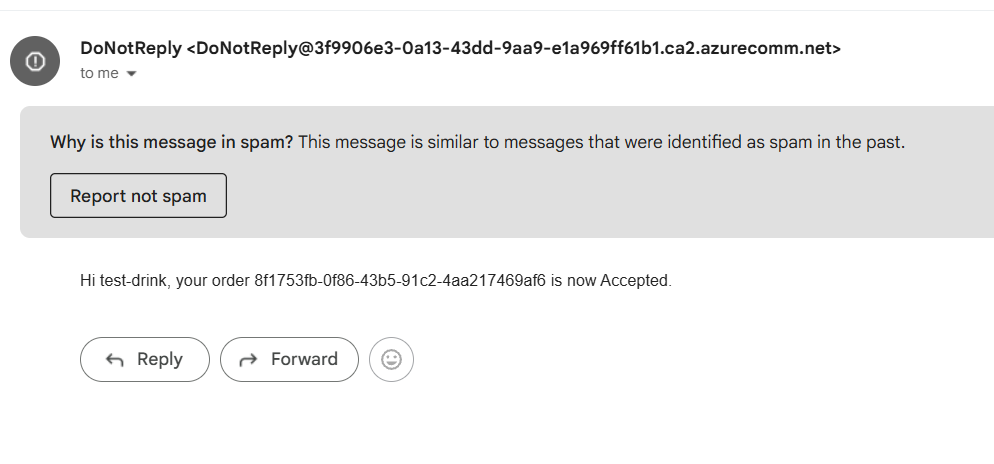 DoNotReply <DoNotReply@3f9906e3-0a13-43dd-9aa9-e1a969ff61b1.ca2.azurecomm.net>
to me
Why is this message in spam? This message is similar to messages that were identified as spam in the past.
Report not spam
Hi test-drink, your order 8f1753fb-0f86-43b5-91c2-4aa217469af6 is now Accepted.
Reply Forward